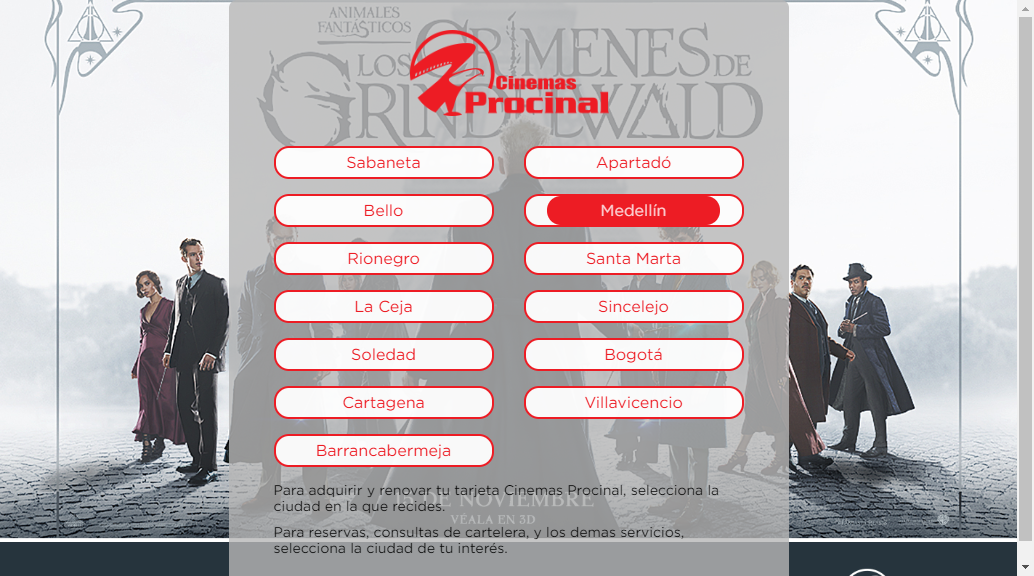 ANIMALES
FANTÁSTICOS
LOS CRÍMENES DE
GRINDELWALD
Cinemas
Procinal
Sabaneta
Apartadó
Bello
Medellín
Rionegro
Santa Marta
La Ceja
Sincelejo
Soledad
Bogotá
Cartagena
Villavicencio
Barrancabermeja
Para adquirir y renovar tu tarjeta Cinemas Procinal, selecciona la
ciudad en la que recides.
15 DE NOVIEMBRE
VEALA EN 3D
Para reservas, consultas de cartelera, y los demas servicios,
selecciona la ciudad de tu interés.